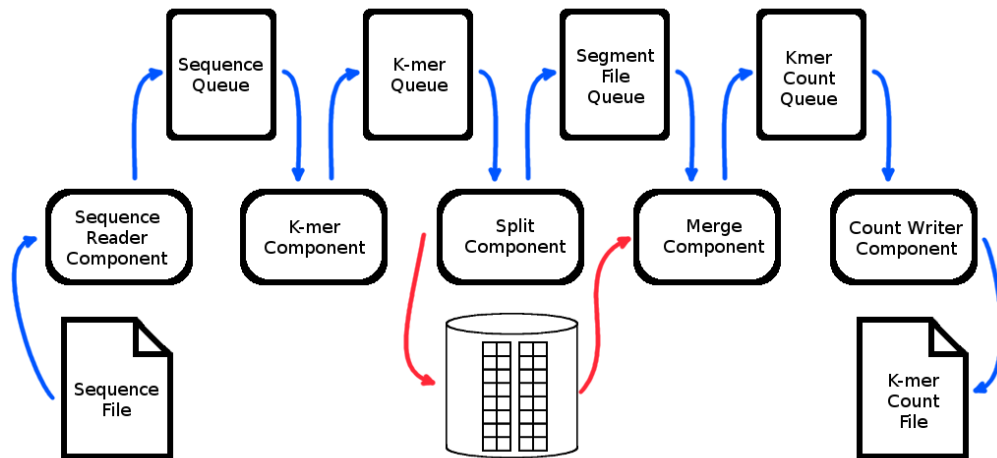 Sequence
Queue
K-mer
Queue
Segment
File
Queue
Kmer
Count
Queue
Sequence
Reader
Component
K-mer
Component
Split
Component
Merge
Component
Count Writer
Component
Sequence
File
K-mer
Count
File